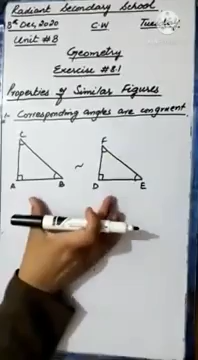 Radiant Secondary School
8th Dec, 2020 C.W Tuesday
Unit #8
Geometry
Exercise #8.1
Properties of Similar Figures
1- Corresponding angles are congruent
C F
~
A B D E